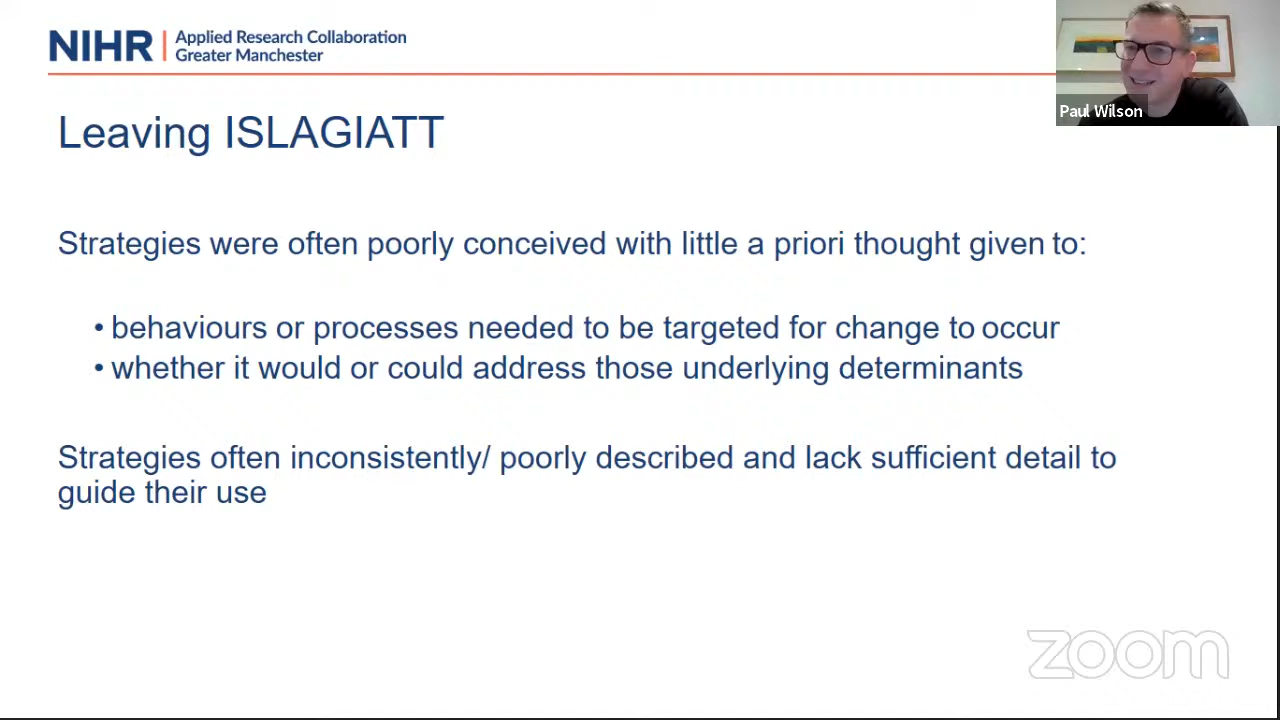 NIHR | Applied Research Collaboration
Greater Manchester
Paul Wilson
Leaving ISLAGIATT
Strategies were often poorly conceived with little a priori thought given to:
• behaviours or processes needed to be targeted for change to occur
• whether it would or could address those underlying determinants
Strategies often inconsistently/ poorly described and lack sufficient detail to
guide their use
zoom